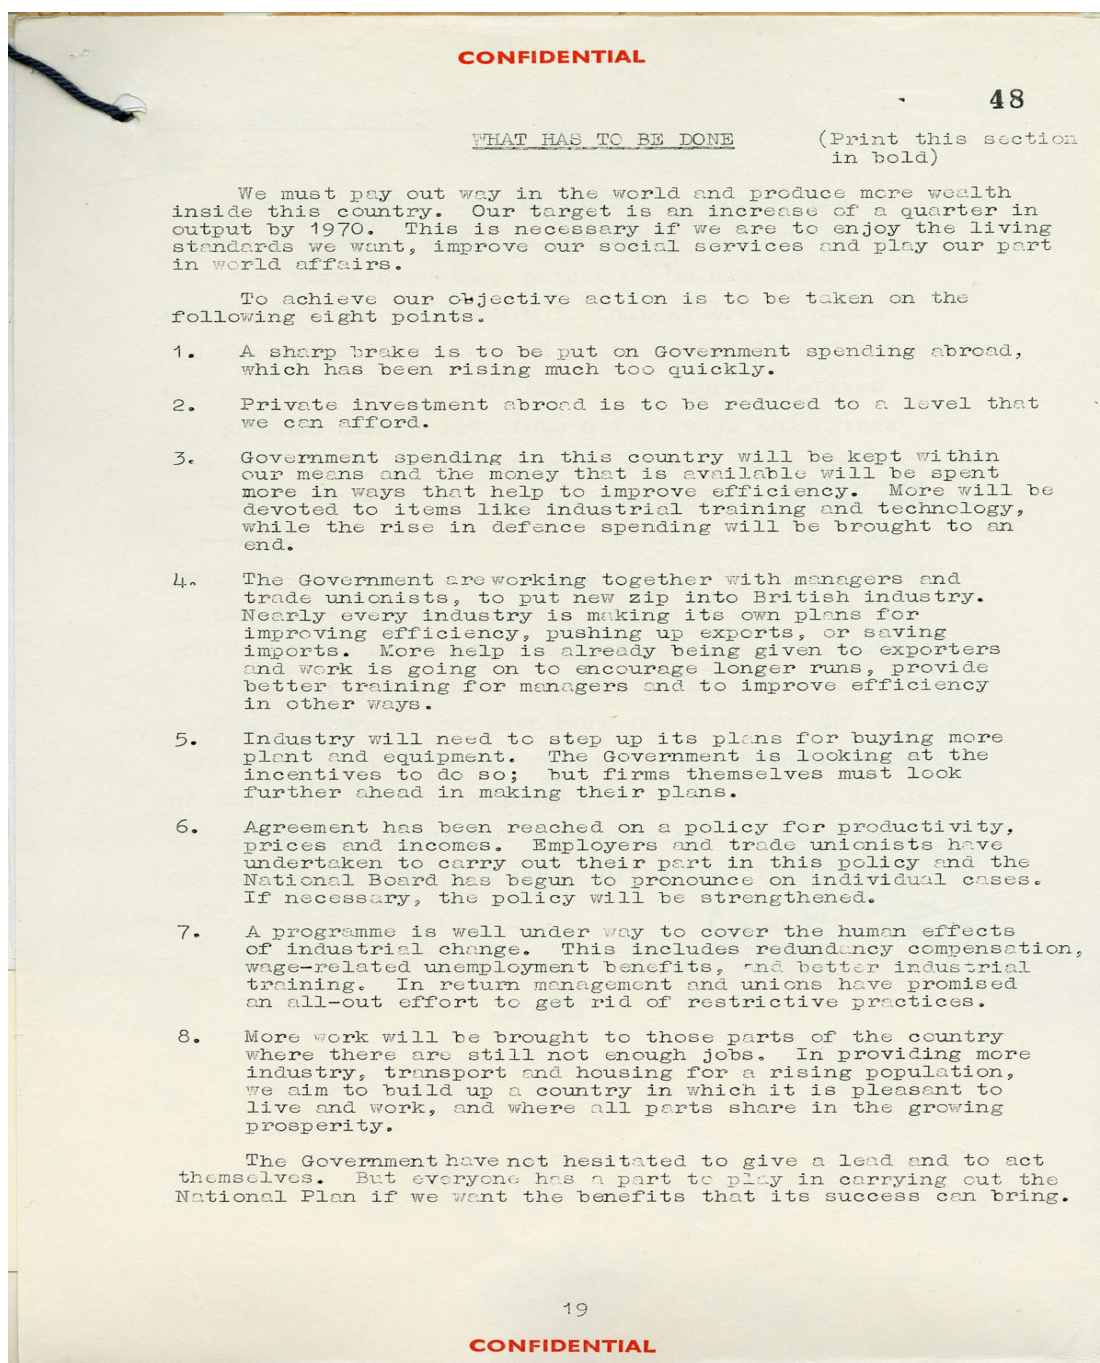 CONFIDENTIAL
48
WHAT HAS TO BE DONE (Print this section
in bold)
We must pay out way in the world and produce more wealth
inside this country. Our target is an increase of a quarter in
output by 1970. This is necessary if we are to enjoy the living
standards we want, improve our social services and play our part
in world affairs.
To achieve our objective action is to be taken on the
following eight points.
1. A sharp brake is to be put on Government spending abroad,
which has been rising much too quickly.
2. Private investment abroad is to be reduced to a level that
we can afford.
3. Government spending in this country will be kept within
our means and the money that is available will be spent
more in ways that help to improve efficiency. More will be
devoted to items like industrial training and technology,
while the rise in defence spending will be brought to an
end.
4. The Government are working together with managers and
trade unionists, to put new zip into British industry.
Nearly every industry is making its own plans for
improving efficiency, pushing up exports, or saving
imports. More help is already being given to exporters
and work is going on to encourage longer runs, provide
better training for managers and to improve efficiency
in other ways.
5. Industry will need to step up its plans for buying more
plant and equipment. The Government is looking at the
incentives to do so; but firms themselves must look
further ahead in making their plans.
6. Agreement has been reached on a policy for productivity,
prices and incomes. Employers and trade unionists have
undertaken to carry out their part in this policy and the
National Board has begun to pronounce on individual cases.
If necessary, the policy will be strengthened.
7. A programme is well under way to cover the human effects
of industrial change. This includes redundancy compensation,
wage-related unemployment benefits, and better industrial
training. In return management and unions have promised
an all-out effort to get rid of restrictive practices.
8. More work will be brought to those parts of the country
where there are still not enough jobs. In providing more
industry, transport and housing for a rising population,
we aim to build up a country in which it is pleasant to
live and work, and where all parts share in the growing
prosperity.
The Government have not hesitated to give a lead and to act
themselves. But everyone has a part to play in carrying out the
National Plan if we want the benefits that its success can bring.
19
CONFIDENTIAL